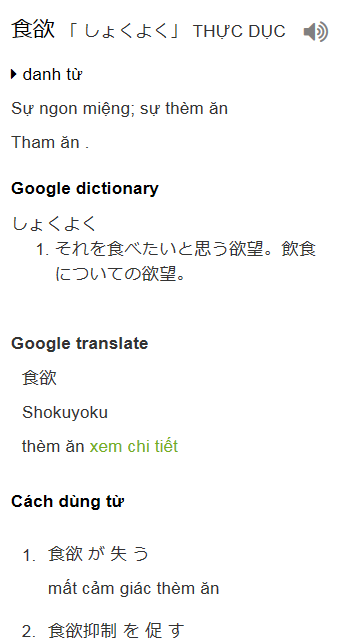 食欲 「 しょくよく」 THỰC DỤC
danh từ
Sự ngon miệng; sự thèm ăn
Tham ăn .
Google dictionary
しょくよく
1. それを食べたいと思う欲望。飲食
についての欲望。
Google translate
食欲
Shokuyoku
thèm ăn xem chi tiết
Cách dùng từ
1. 食欲 が 失 う
mất cảm giác thèm ăn
2. 食欲抑制 を 促 す